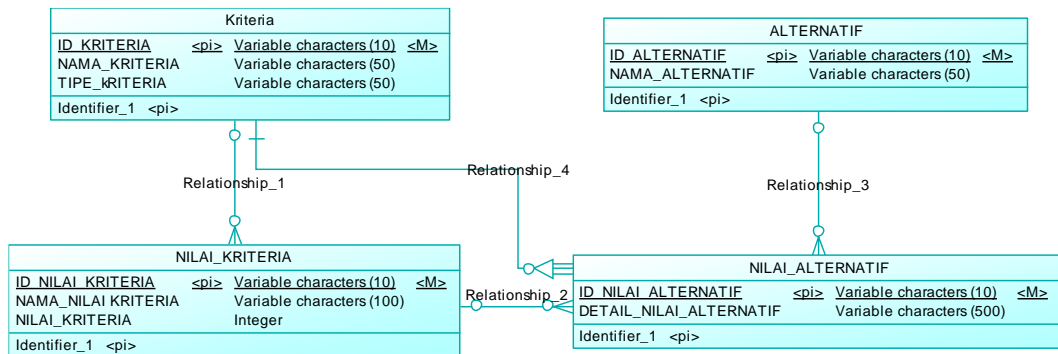 Kriteria
ID_KRITERIA <pi> Variable characters (10) <M>
NAMA_KRITERIA Variable characters (50)
TIPE_kRITERIA Variable characters (50)
Identifier_1 <pi>
ALTERNATIF
ID_ALTERNATIF <pi> Variable characters (10) <M>
NAMA_ALTERNATIF Variable characters (50)
Identifier_1 <pi>
Relationship_1
Relationship_4
Relationship_3
NILAI_KRITERIA
ID_NILAI_KRITERIA <pi> Variable characters (10) <M>
NAMA_NILAI KRITERIA Variable characters (100)
NILAI_KRITERIA Integer
Identifier_1 <pi>
Relationship_2
NILAI_ALTERNATIF
ID_NILAI_ALTERNATIF <pi> Variable characters (10) <M>
DETAIL_NILAI_ALTERNATIF Variable characters (500)
Identifier_1 <pi>